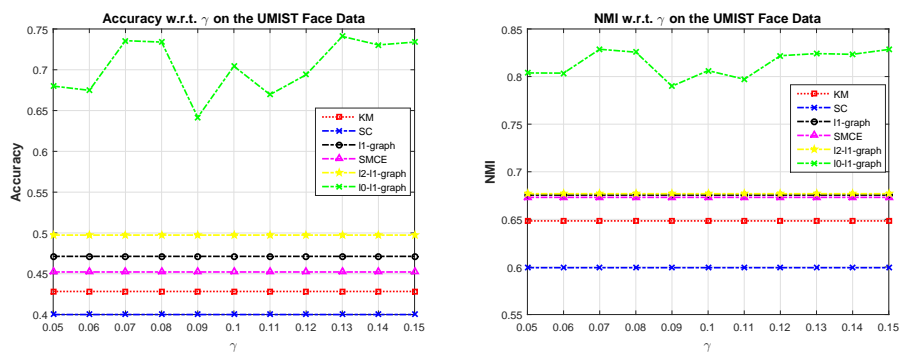 Accuracy w.r.t. γ on the UMIST Face Data
0.75
0.7
0.65
0.6
0.55
0.5
0.45
0.4
Accuracy
KM
SC
l1-graph
SMCE
l2-l1-graph
l0-l1-graph
0.05 0.06 0.07 0.08 0.09 0.1 0.11 0.12 0.13 0.14 0.15
γ
NMI w.r.t. γ on the UMIST Face Data
0.85
0.8
0.75
0.7
0.65
0.6
0.55
NMI
KM
SC
l1-graph
SMCE
l2-l1-graph
l0-l1-graph
0.05 0.06 0.07 0.08 0.09 0.1 0.11 0.12 0.13 0.14 0.15
γ